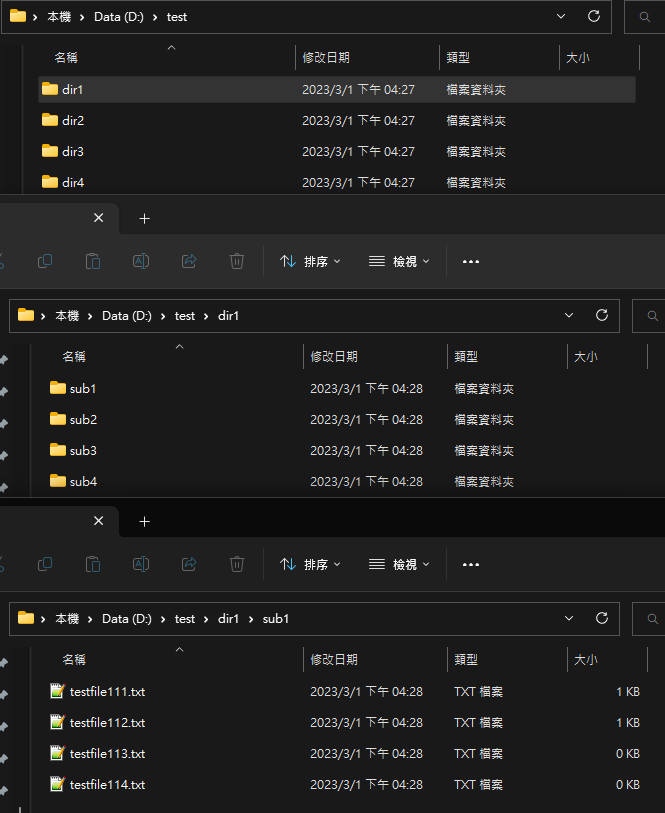 本機 › Data (D:) › test
名稱 修改日期 類型 大小
dir1 2023/3/1 下午 04:27 檔案資料夾
dir2 2023/3/1 下午 04:27 檔案資料夾
dir3 2023/3/1 下午 04:27 檔案資料夾
dir4 2023/3/1 下午 04:27 檔案資料夾
排序 檢視
本機 › Data (D:) › test › dir1
名稱 修改日期 類型 大小
sub1 2023/3/1 下午 04:28 檔案資料夾
sub2 2023/3/1 下午 04:28 檔案資料夾
sub3 2023/3/1 下午 04:28 檔案資料夾
sub4 2023/3/1 下午 04:28 檔案資料夾
排序 檢視
本機 › Data (D:) › test › dir1 › sub1
名稱 修改日期 類型 大小
testfile111.txt 2023/3/1 下午 04:28 TXT 檔案 1 KB
testfile112.txt 2023/3/1 下午 04:28 TXT 檔案 1 KB
testfile113.txt 2023/3/1 下午 04:28 TXT 檔案 0 KB
testfile114.txt 2023/3/1 下午 04:28 TXT 檔案 0 KB